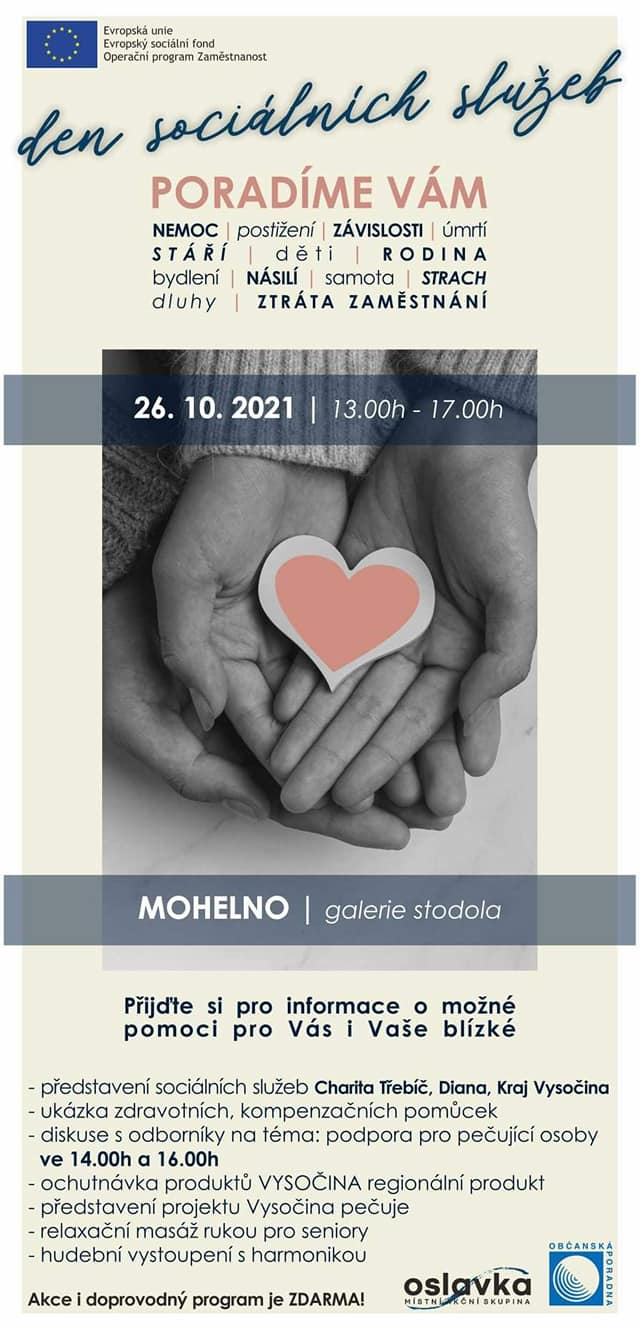 Evropská unie
Evropský sociální fond
Operační program Zaměstnanost
den sociálních služeb
PORADÍME VÁM
NEMOC | postižení | ZÁVISLOSTI | úmrtí
STÁŘÍ | děti | RODINA
bydlení | NÁSILÍ | samota | STRACH
dluhy | ZTRÁTA ZAMĚSTNÁNÍ
26. 10. 2021 | 13.00h - 17.00h
MOHELNO | galerie stodola
Přijďte si pro informace o možné
pomoci pro Vás i Vaše blízké
- představení sociálních služeb Charita Třebíč, Diana, Kraj Vysočina
- ukázka zdravotních, kompenzačních pomůcek
- diskuse s odborníky na téma: podpora pro pečující osoby
ve 14.00h a 16.00h
- ochutnávka produktů VYSOČINA regionální produkt
- představení projektu Vysočina pečuje
- relaxační masáž rukou pro seniory
- hudební vystoupení s harmonikou
Akce i doprovodný program je ZDARMA!
oslavka
MÍSTNÍ AKČNÍ SKUPINA
OBČANSKÁ
PORADNA